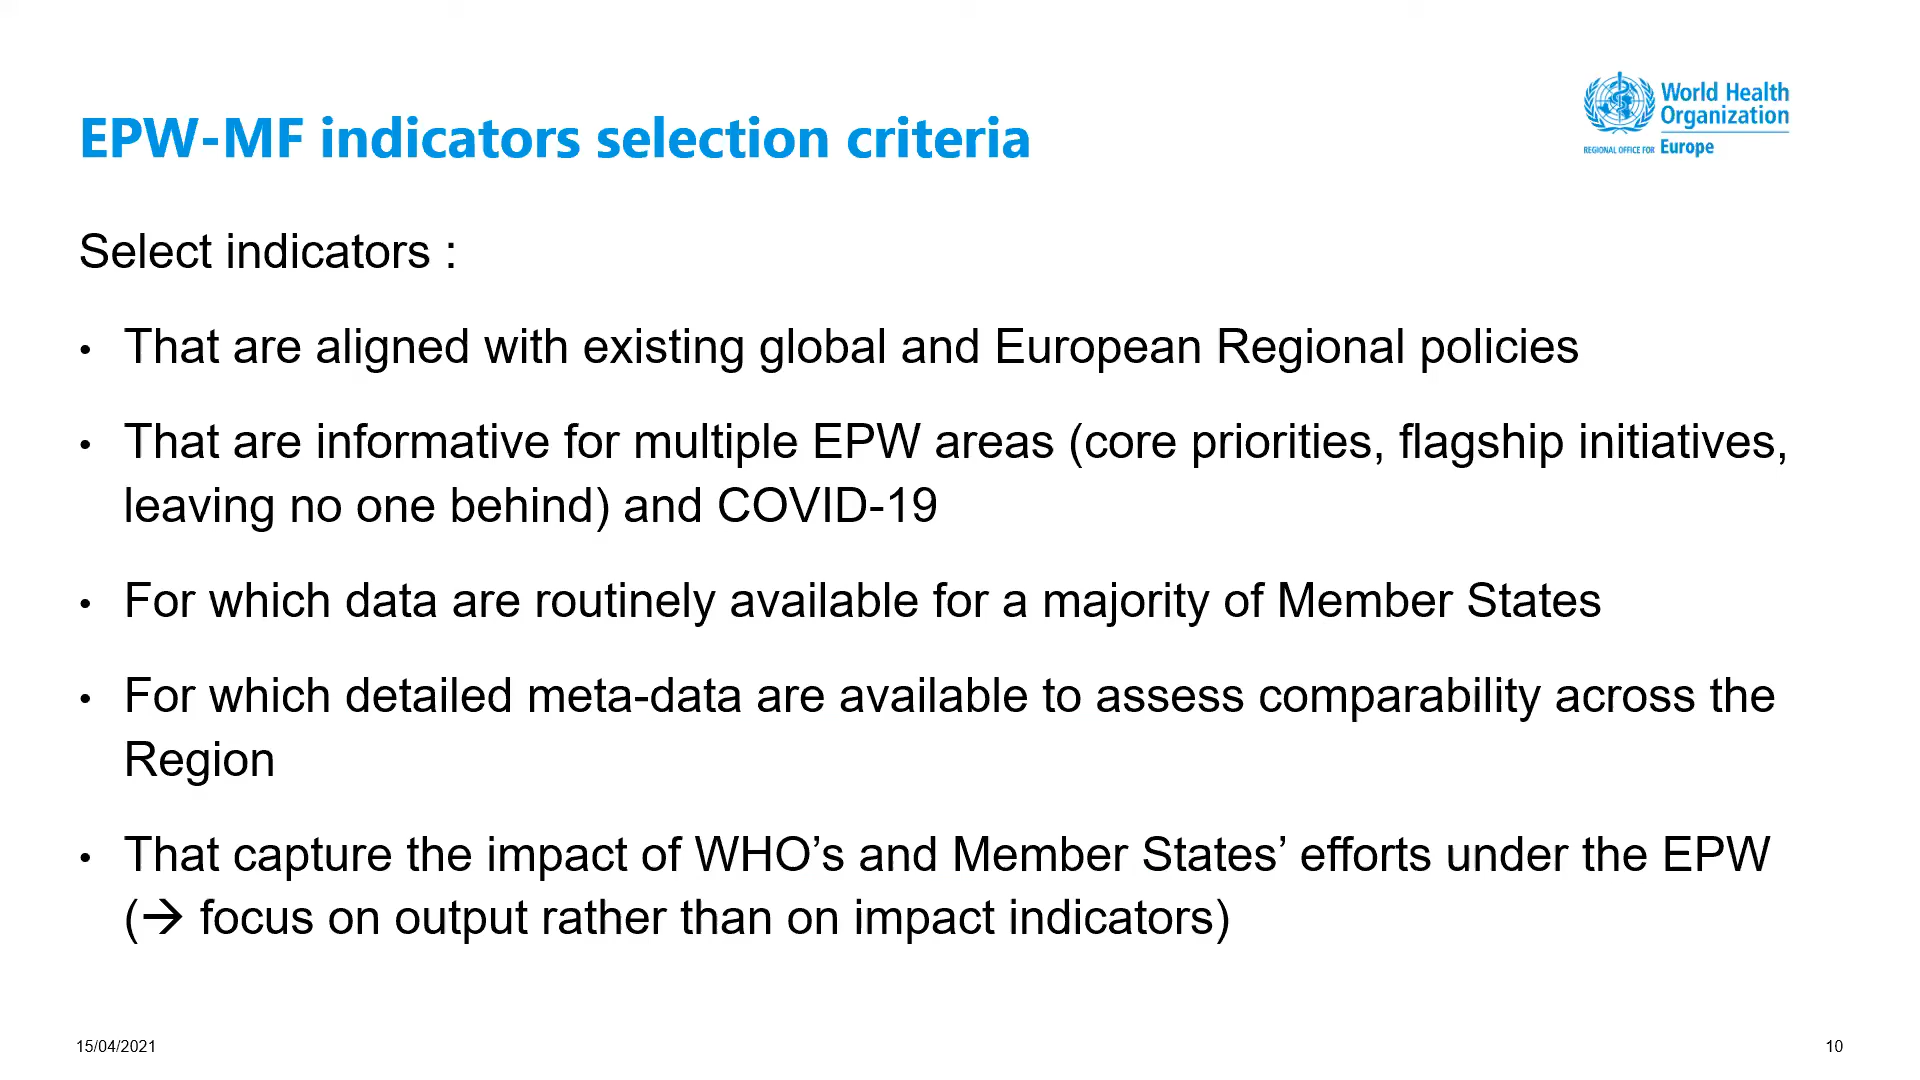 EPW-MF indicators selection criteria
World Health
Organization
REGIONAL OFFICE FOR Europe
Select indicators :
• That are aligned with existing global and European Regional policies
• That are informative for multiple EPW areas (core priorities, flagship initiatives,
leaving no one behind) and COVID-19
• For which data are routinely available for a majority of Member States
• For which detailed meta-data are available to assess comparability across the
Region
• That capture the impact of WHO’s and Member States’ efforts under the EPW
(→ focus on output rather than on impact indicators)
15/04/2021
10